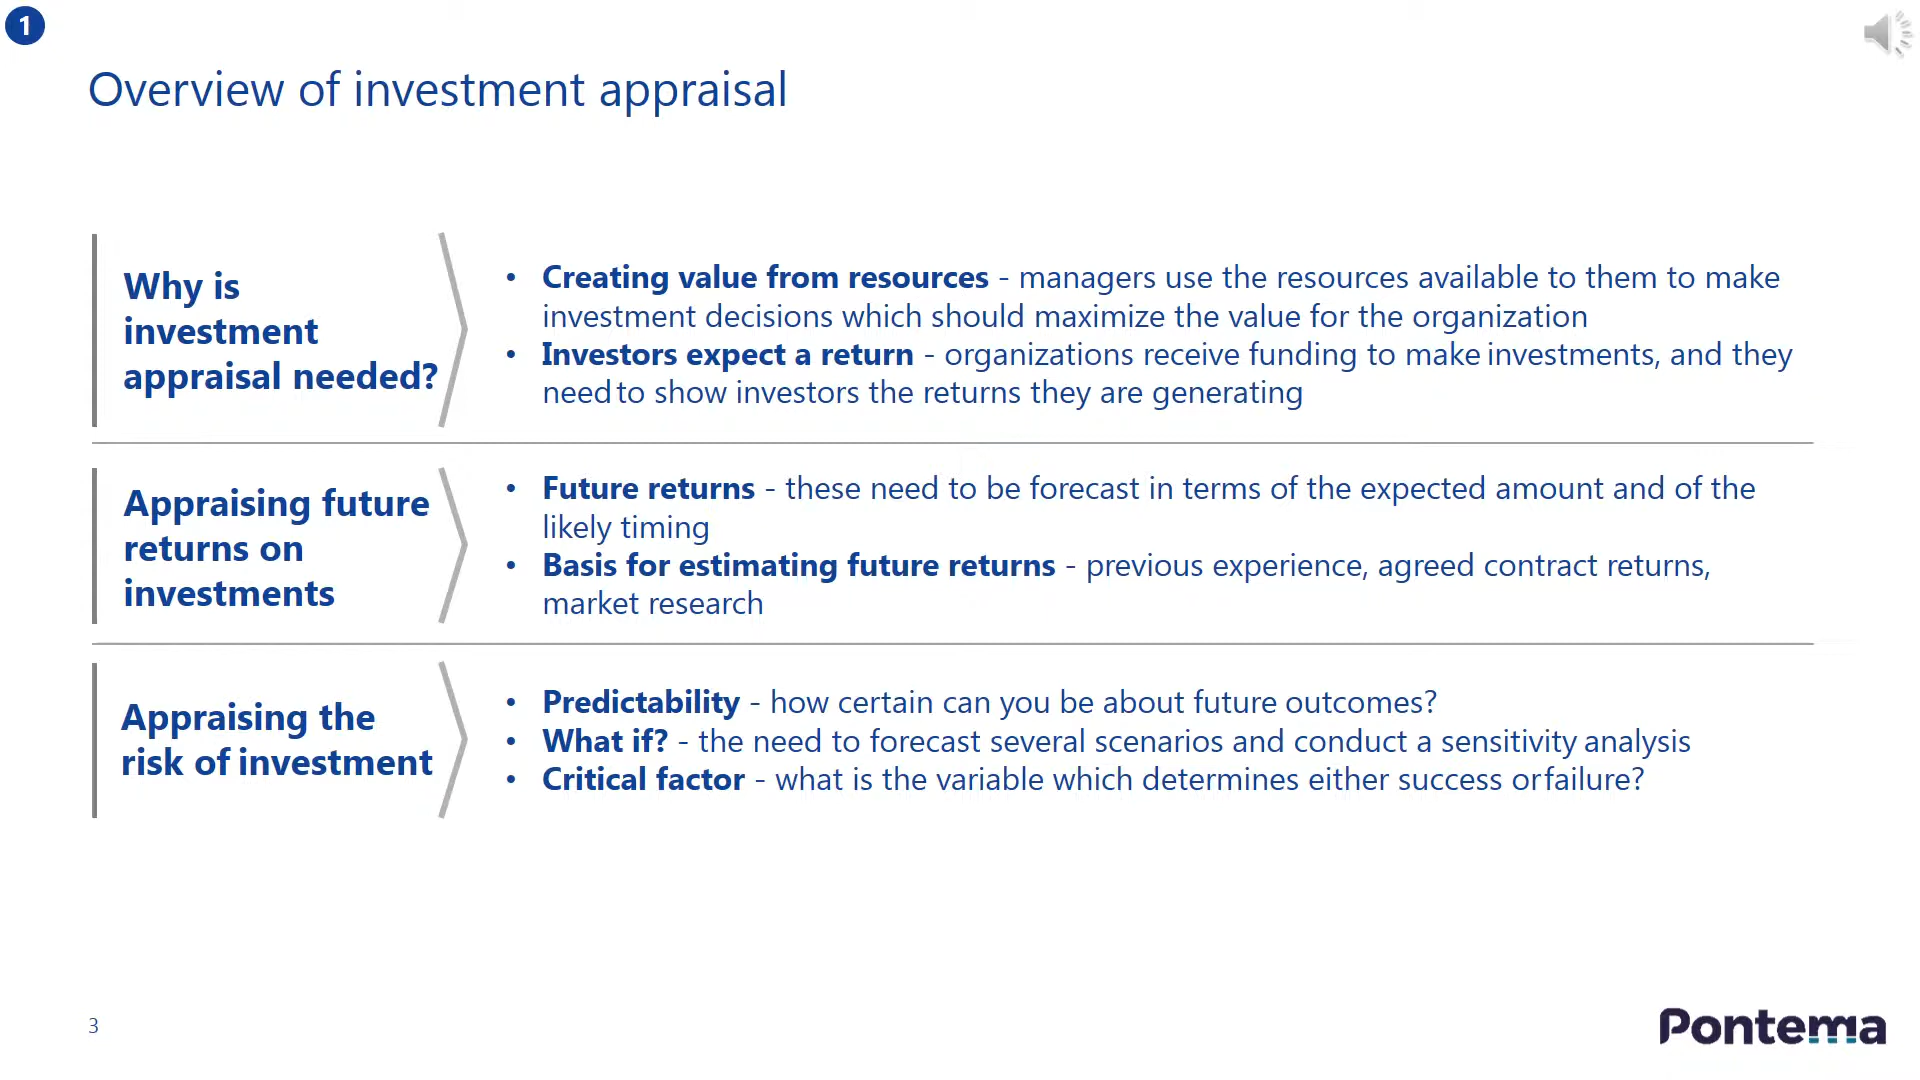 1
Overview of investment appraisal
Why is
investment
appraisal needed?
• Creating value from resources - managers use the resources available to them to make
investment decisions which should maximize the value for the organization
• Investors expect a return - organizations receive funding to make investments, and they
need to show investors the returns they are generating
Appraising future
returns on
investments
• Future returns - these need to be forecast in terms of the expected amount and of the
likely timing
• Basis for estimating future returns - previous experience, agreed contract returns,
market research
Appraising the
risk of investment
• Predictability - how certain can you be about future outcomes?
• What if? - the need to forecast several scenarios and conduct a sensitivity analysis
• Critical factor - what is the variable which determines either success or failure?
3
Pontema